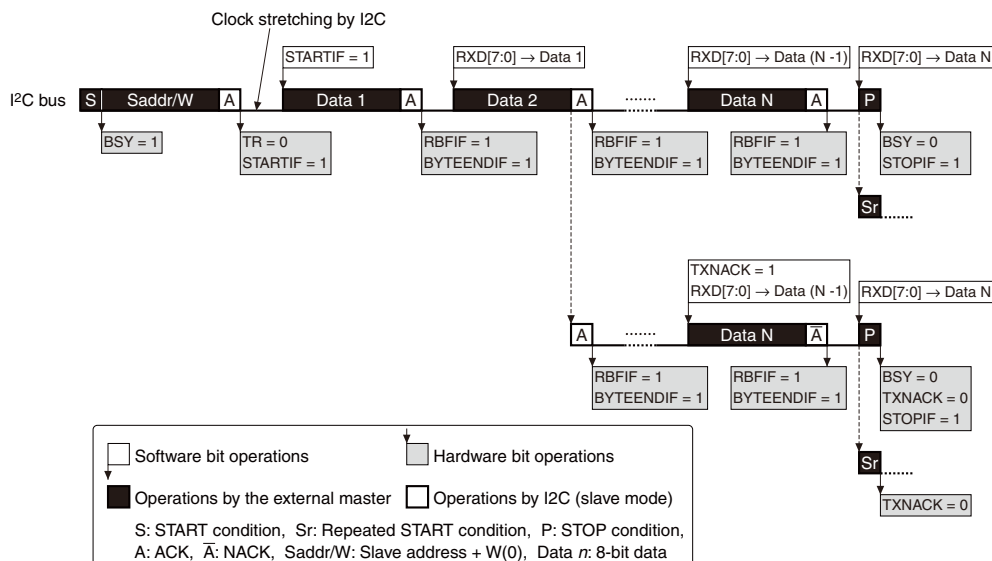 Clock stretching by I2C
STARTIF = 1
RXD[7:0] → Data 1
RXD[7:0] → Data (N -1)
RXD[7:0] → Data N
I²C bus
S
Saddr/W
A
Data 1
A
Data 2
A
........
Data N
A
P
BSY = 1
TR = 0
STARTIF = 1
RBFIF = 1
BYTEENDIF = 1
RBFIF = 1
BYTEENDIF = 1
RBFIF = 1
BYTEENDIF = 1
BSY = 0
STOPIF = 1
Sr
TXNACK = 1
RXD[7:0] → Data (N -1)
RXD[7:0] → Data N
A
........
Data N
A̅
P
RBFIF = 1
BYTEENDIF = 1
RBFIF = 1
BYTEENDIF = 1
BSY = 0
TXNACK = 0
STOPIF = 1
Sr
TXNACK = 0
Software bit operations
Hardware bit operations
Operations by the external master
Operations by I2C (slave mode)
S: START condition, Sr: Repeated START condition, P: STOP condition,
A: ACK, A̅: NACK, Saddr/W: Slave address + W(0), Data n: 8-bit data